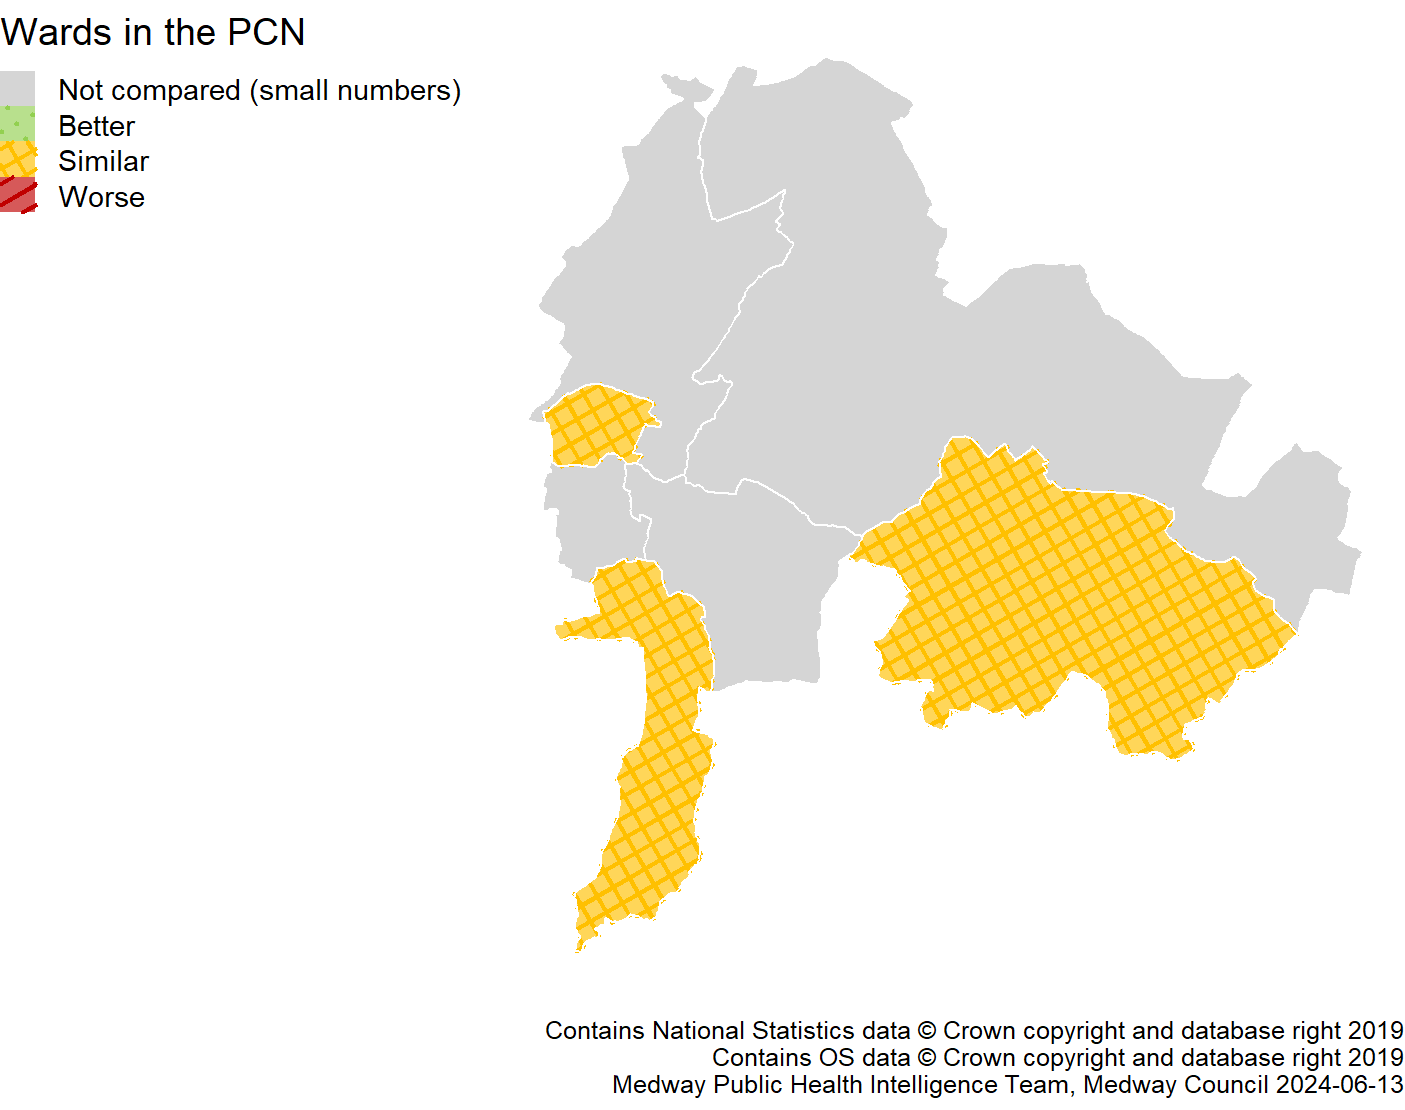 Wards in the PCN
Not compared (small numbers)
Better
Similar
Worse
Contains National Statistics data © Crown copyright and database right 2019
Contains OS data © Crown copyright and database right 2019
Medway Public Health Intelligence Team, Medway Council 2024-06-13